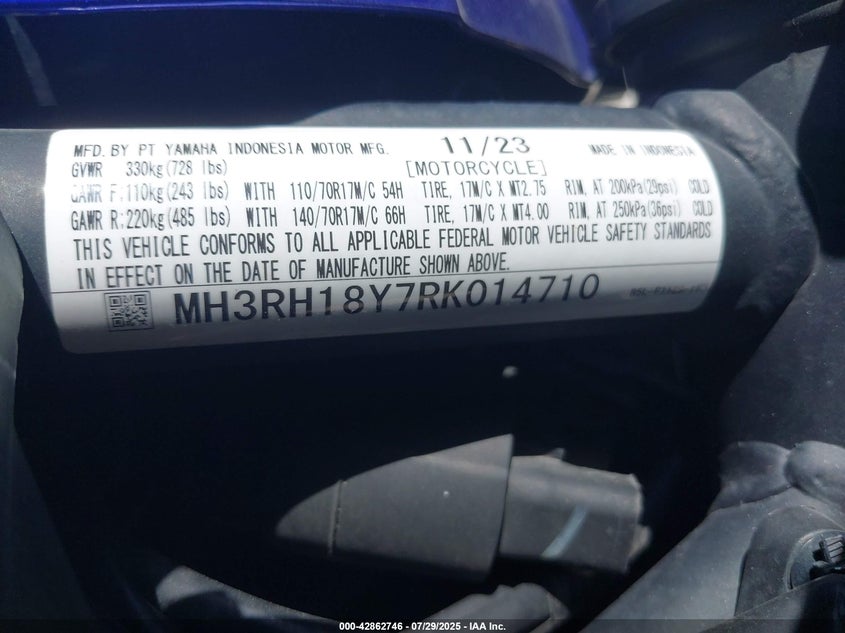 MFD. BY PT YAMAHA INDONESIA MOTOR MFG. 11/23 MADE IN INDONESIA
GVWR 330kg(728 lbs) [MOTORCYCLE]
GAWR F:110kg(243 lbs) WITH 110/70R17M/C 54H TIRE, 17M/C X MT2.75 RIM, AT 200kPa(29psi) COLD
GAWR R:220kg(485 lbs) WITH 140/70R17M/C 66H TIRE, 17M/C X MT4.00 RIM, AT 250kPa(36psi) COLD
THIS VEHICLE CONFORMS TO ALL APPLICABLE FEDERAL MOTOR VEHICLE SAFETY STANDARDS
IN EFFECT ON THE DATE OF MANUFACTURE SHOWN ABOVE.
MH3RH18Y7RK014710
000-42862746 - 07/29/2025 - IAA Inc.